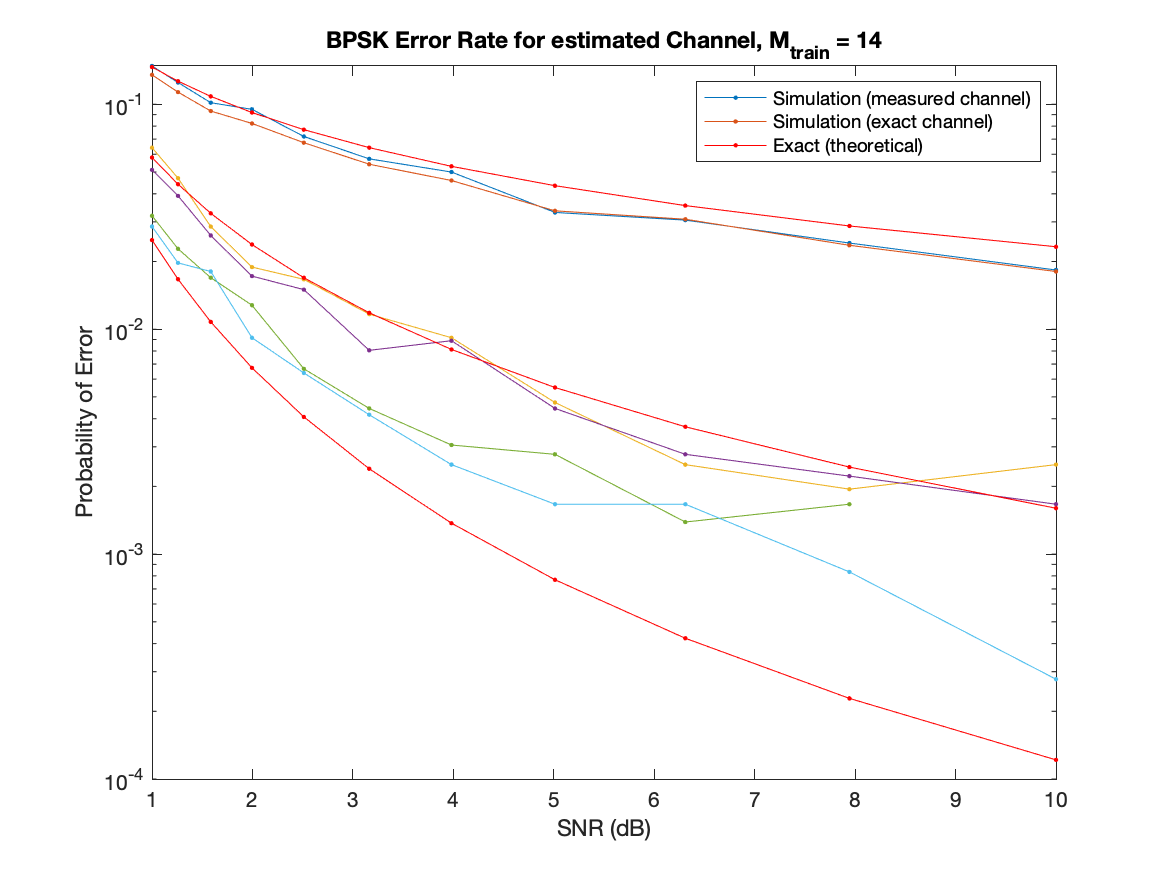 BPSK Error Rate for estimated Channel, M_train = 14
Simulation (measured channel)
Simulation (exact channel)
Exact (theoretical)
10^-1
10^-2
10^-3
10^-4
Probability of Error
1 2 3 4 5 6 7 8 9 10
SNR (dB)